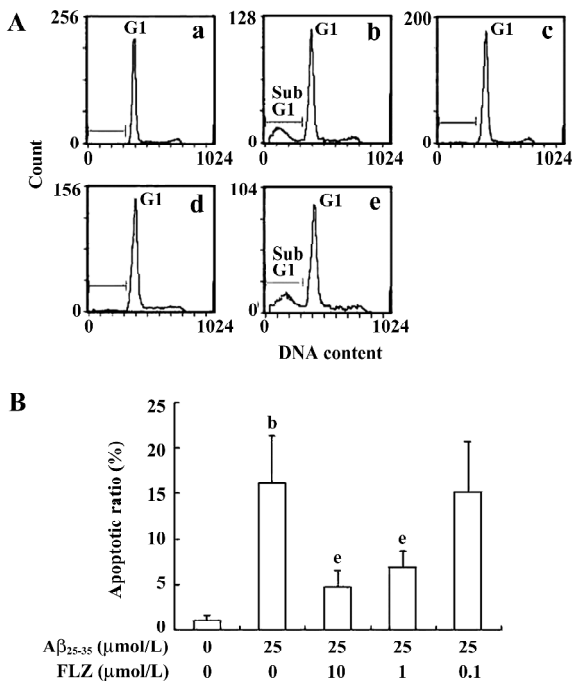 A
256 G1 a
128 G1 b
200 G1 c
Sub
G1
0 0 0
0 1024 0 1024 0 1024
Count
156 G1 d
104 G1 e
Sub
G1
0 0
0 1024 0 1024
DNA content
B
Apoptotic ratio (%)
25
20
15
10
5
0
b
e e
Aβ25-35 (μmol/L) 0 25 25 25 25
FLZ (μmol/L) 0 0 10 1 0.1